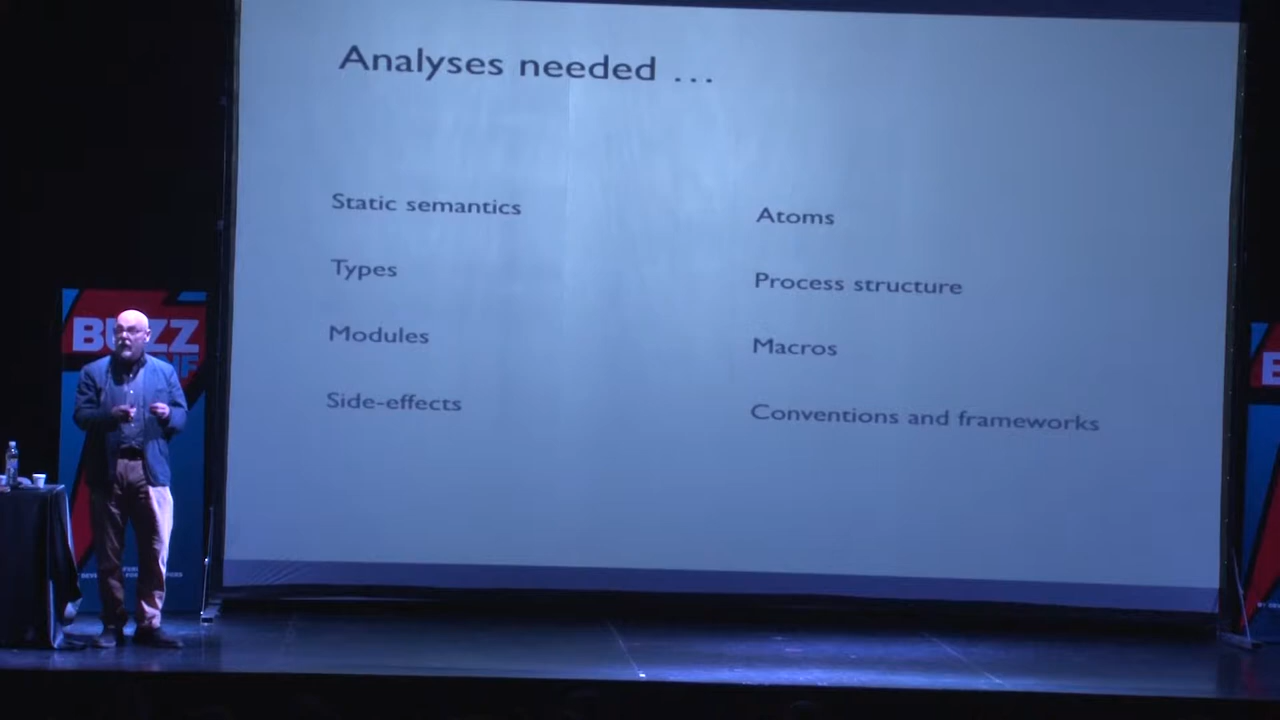 Analyses needed ...
Static semantics
Types
Modules
Side-effects
Atoms
Process structure
Macros
Conventions and frameworks
BUZZ